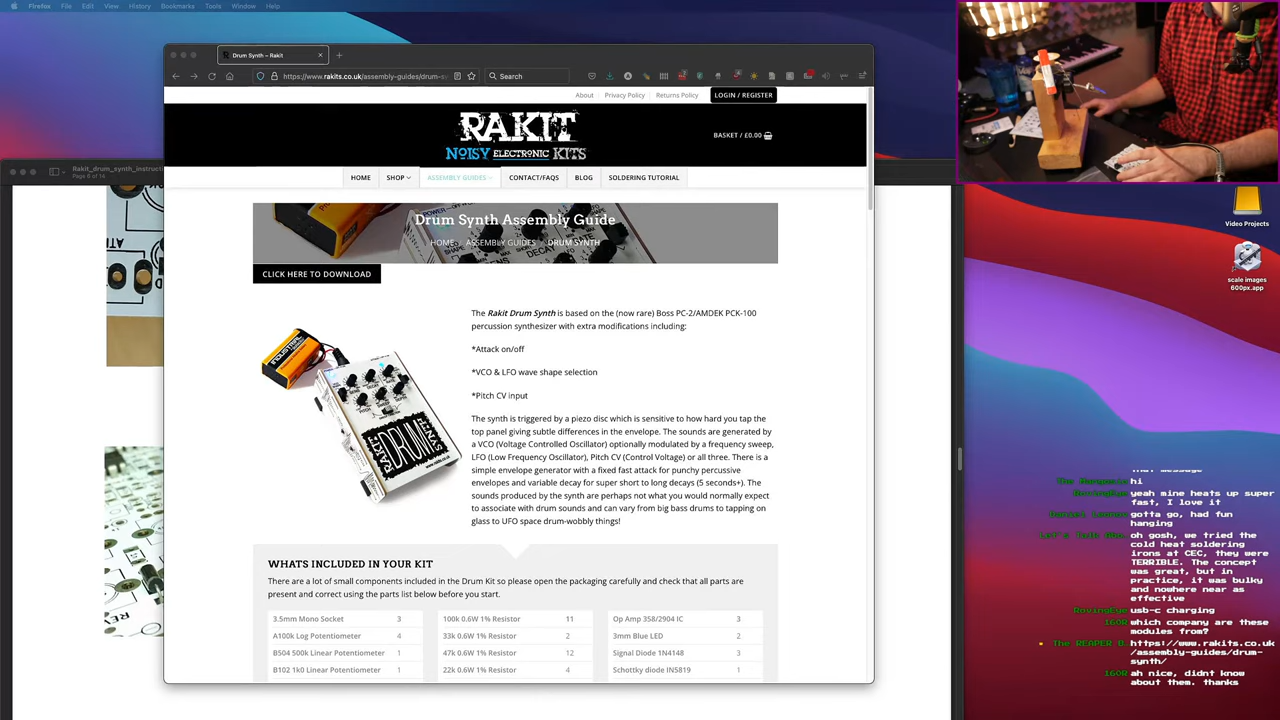 Firefox File Edit View History Bookmarks Tools Window Help
Drum Synth – Rakit
https://www.rakits.co.uk/assembly-guides/drum-s
Search
About Privacy Policy Returns Policy LOGIN / REGISTER
RAKIT
NOISY ELECTRONIC KITS
BASKET / £0.00
Rakit_drum_synth_instructi
Page 6 of 14
HOME SHOP ASSEMBLY GUIDES CONTACT/FAQS BLOG SOLDERING TUTORIAL
Drum Synth Assembly Guide
HOME / ASSEMBLY GUIDES / DRUM SYNTH
CLICK HERE TO DOWNLOAD
The Rakit Drum Synth is based on the (now rare) Boss PC-2/AMDEK PCK-100
percussion synthesizer with extra modifications including:
*Attack on/off
*VCO & LFO wave shape selection
*Pitch CV input
The synth is triggered by a piezo disc which is sensitive to how hard you tap the
top panel giving subtle differences in the envelope. The sounds are generated by
a VCO (Voltage Controlled Oscillator) optionally modulated by a frequency sweep,
LFO (Low Frequency Oscillator), Pitch CV (Control Voltage) or all three. There is a
simple envelope generator with a fixed fast attack for punchy percussive
envelopes and variable decay for super short to long decays (5 seconds+). The
sounds produced by the synth are perhaps not what you would normally expect
to associate with drum sounds and can vary from big bass drums to tapping on
glass to UFO space drum-wobbly things!
INDUSTRIAL
RAKIT DRUM SYNTH
WHATS INCLUDED IN YOUR KIT
There are a lot of small components included in the Drum Kit so please open the packaging carefully and check that all parts are
present and correct using the parts list below before you start.
3.5mm Mono Socket 3
A100k Log Potentiometer 4
B504 500k Linear Potentiometer 1
B102 1k0 Linear Potentiometer 1
100k 0.6W 1% Resistor 11
33k 0.6W 1% Resistor 2
47k 0.6W 1% Resistor 12
22k 0.6W 1% Resistor 4
Op Amp 358/2904 IC 3
3mm Blue LED 2
Signal Diode 1N4148 3
Schottky diode IN5819 1
Video Projects
scale images
600px.app
hi
RovingEye yeah mine heats up super
fast, I love it
gotta go, had fun
hanging
oh gosh, we tried the
cold heat soldering
irons at CEC, they were
TERRIBLE. The concept
was great, but in
practice, it was bulky
and nowhere near as
effective
RovingEye usb-c charging
160R which company are these
modules from?
The REAPER B https://www.rakits.co.uk
/assembly-guides/drum-
synth/
160R ah nice, didnt know
about them. thanks